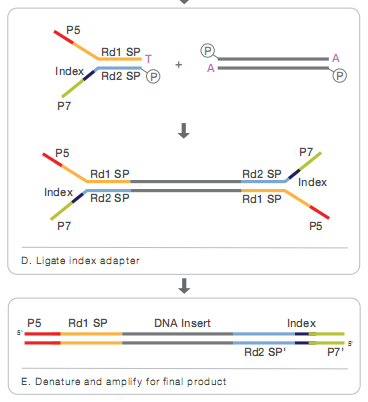 P5
Rd1 SP T
P
+
A
Index Rd2 SP P
A P
P7
P5 P7
Rd1 SP Rd2 SP
Index Index
Rd2 SP Rd1 SP
P7 P5
D. Ligate index adapter
P5 Rd1 SP DNA Insert Index
5'
5'
Rd2 SP' P7'
E. Denature and amplify for final product